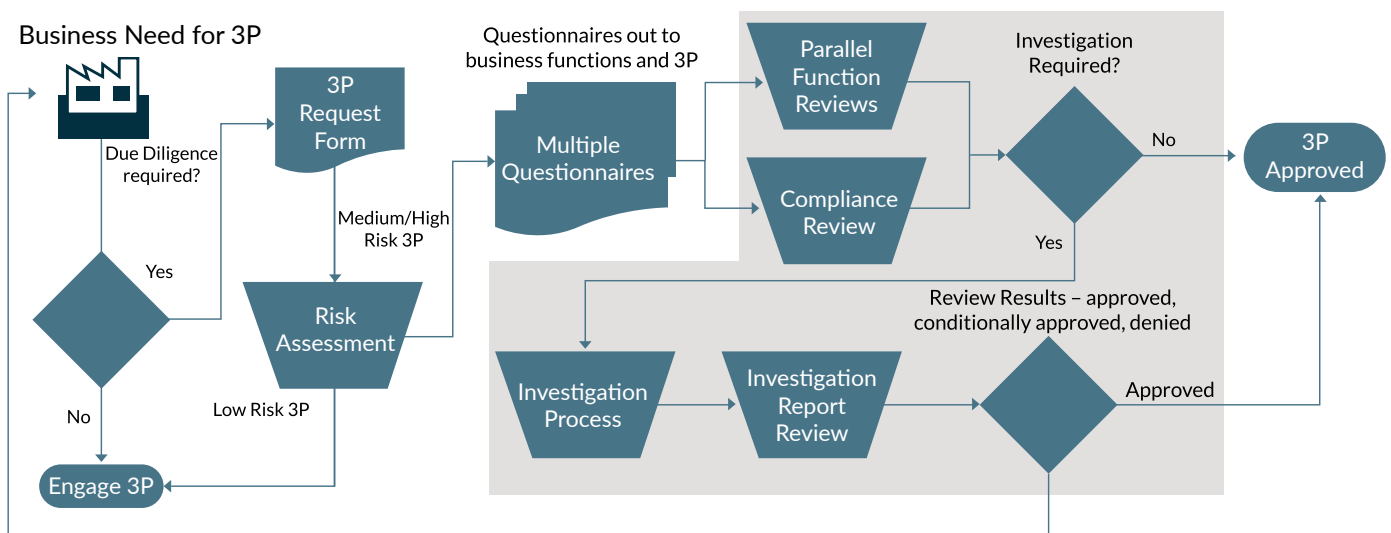 Business Need for 3P
Due Diligence
required?
Yes
No
Engage 3P
3P
Request
Form
Medium/High
Risk 3P
Risk
Assessment
Low Risk 3P
Questionnaires out to
business functions and 3P
Multiple
Questionnaires
Parallel
Function
Reviews
Compliance
Review
Investigation
Required?
No
Yes
3P
Approved
Investigation
Process
Investigation
Report
Review
Review Results – approved,
conditionally approved, denied
Approved